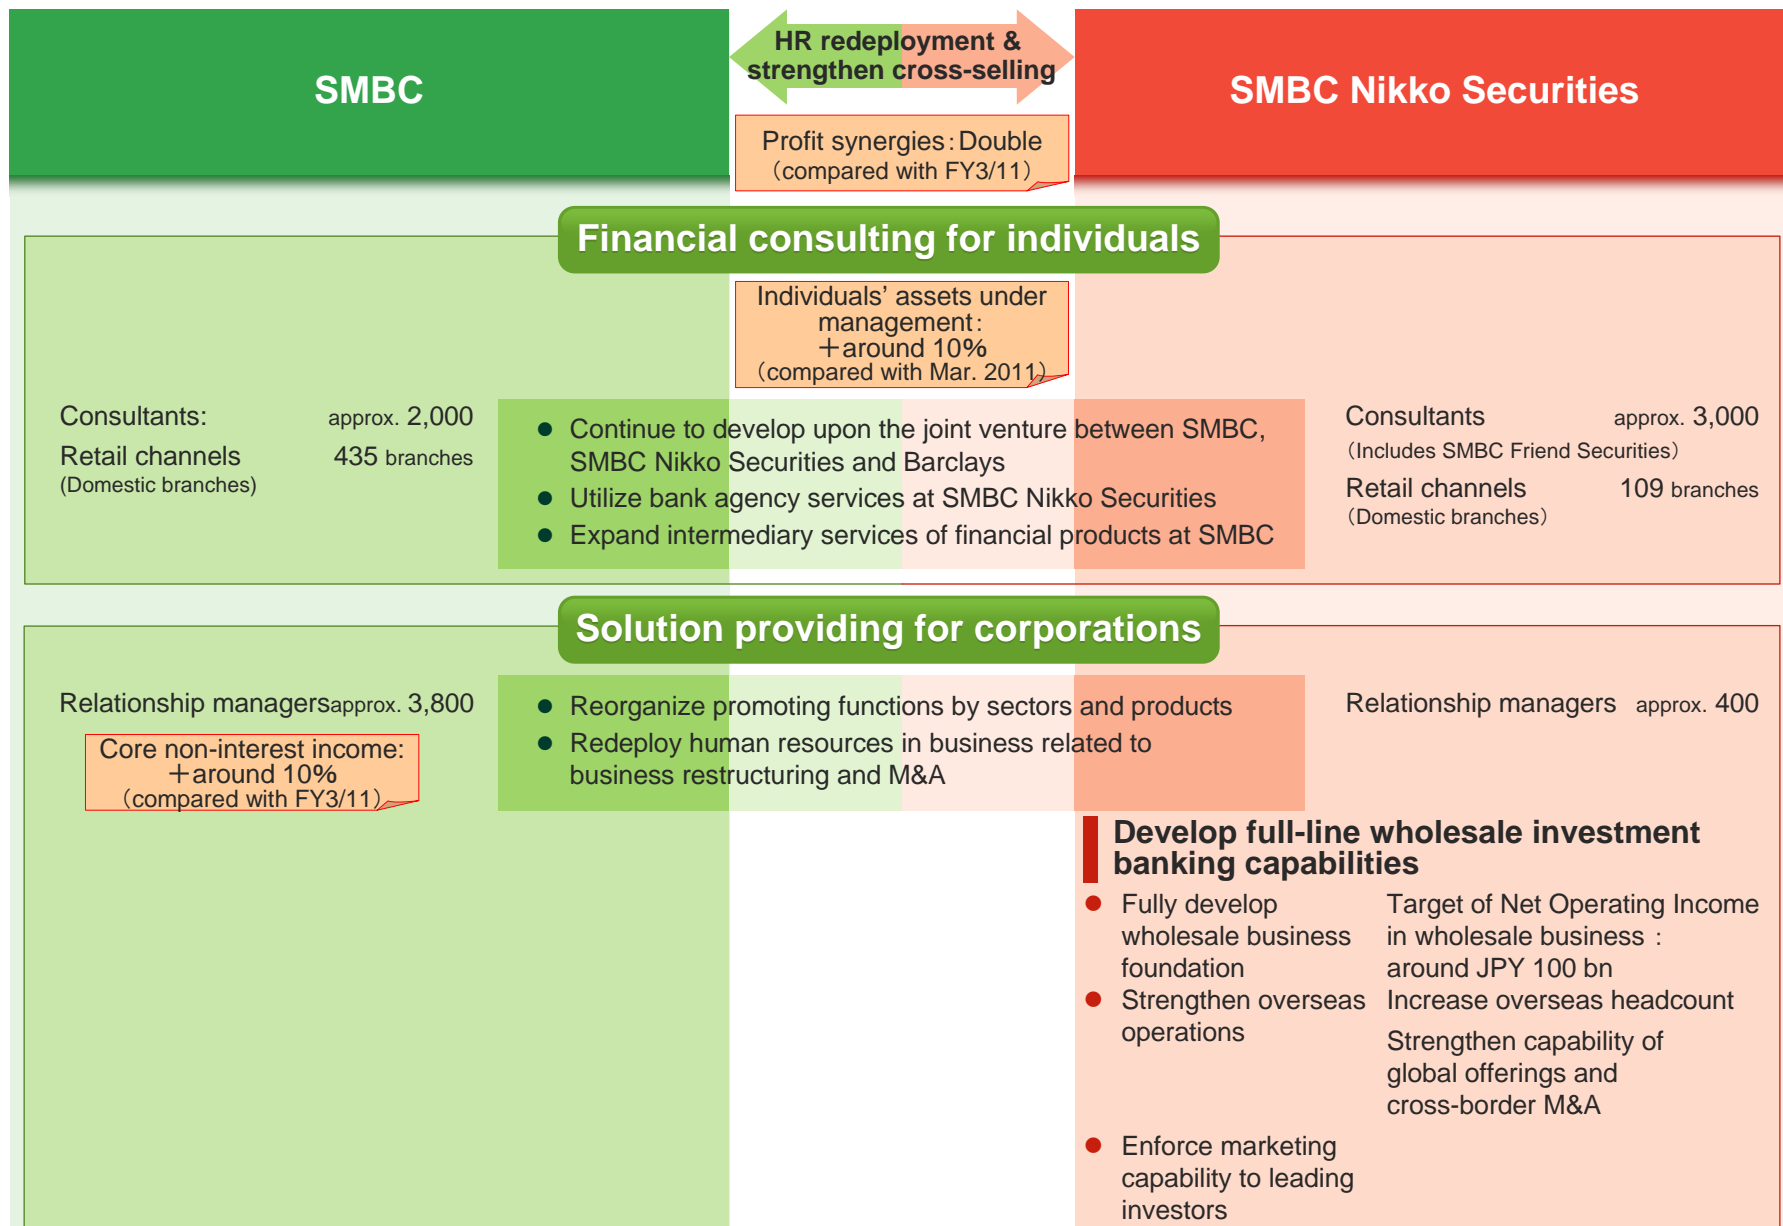 SMBC
HR redeployment &
strengthen cross-selling
SMBC Nikko Securities
Profit synergies：Double
（compared with FY3/11）
Financial consulting for individuals
Individuals’ assets under
management：
＋around 10%
（compared with Mar. 2011）
Consultants: approx. 2,000
Retail channels 435 branches
(Domestic branches)
● Continue to develop upon the joint venture between SMBC,
SMBC Nikko Securities and Barclays
● Utilize bank agency services at SMBC Nikko Securities
● Expand intermediary services of financial products at SMBC
Consultants approx. 3,000
（Includes SMBC Friend Securities）
Retail channels 109 branches
（Domestic branches）
Solution providing for corporations
Relationship managers approx. 3,800
Core non-interest income:
＋around 10%
（compared with FY3/11）
● Reorganize promoting functions by sectors and products
● Redeploy human resources in business related to
business restructuring and M&A
Relationship managers approx. 400
Develop full-line wholesale investment
banking capabilities
● Fully develop
wholesale business
foundation
Target of Net Operating Income
in wholesale business：
around JPY 100 bn
● Strengthen overseas
operations
Increase overseas headcount
Strengthen capability of
global offerings and
cross-border M&A
● Enforce marketing
capability to leading
investors